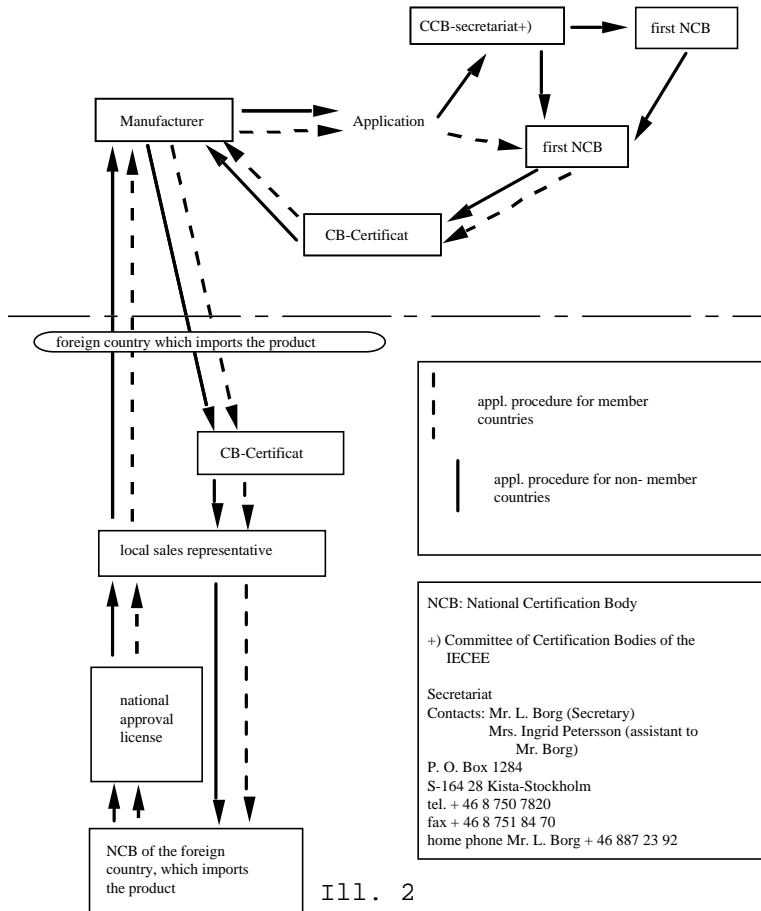 CCB-secretariat+)
first NCB
Manufacturer
Application
first NCB
CB-Certificat
foreign country which imports the product
CB-Certificat
local sales representative
national
approval
license
NCB of the foreign
country, which imports
the product
appl. procedure for member
countries
appl. procedure for non- member
countries
NCB: National Certification Body
+) Committee of Certification Bodies of the
IECEE
Secretariat
Contacts: Mr. L. Borg (Secretary)
Mrs. Ingrid Petersson (assistant to
Mr. Borg)
P. O. Box 1284
S-164 28 Kista-Stockholm
tel. + 46 8 750 7820
fax + 46 8 751 84 70
home phone Mr. L. Borg + 46 887 23 92
Ill. 2